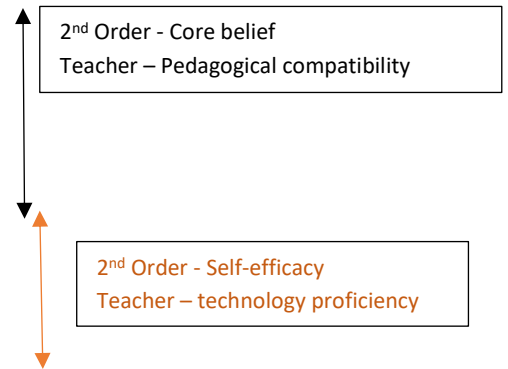 2nd Order - Core belief
Teacher – Pedagogical compatibility
2nd Order - Self-efficacy
Teacher – technology proficiency